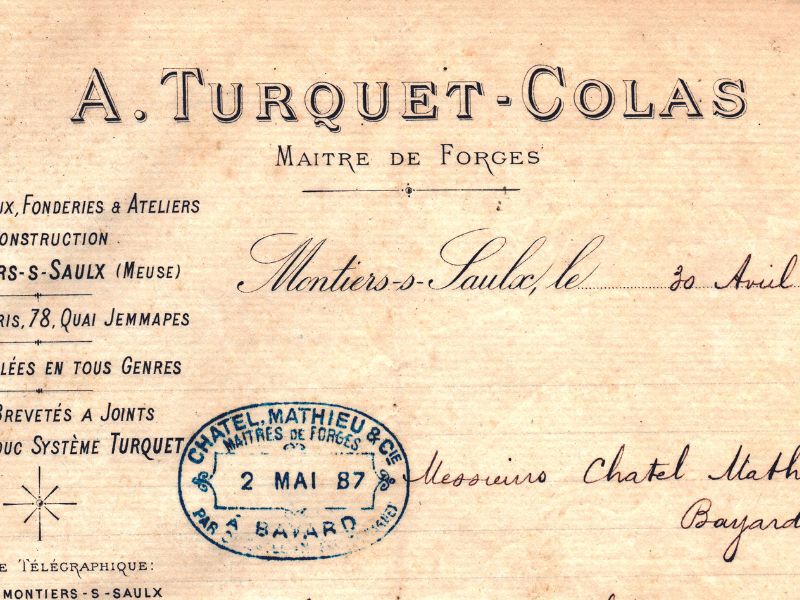 A. TURQUET-COLAS
MAITRE DE FORGES
UX, FONDERIES & ATELIERS
ONSTRUCTION
RS-S-SAULX (MEUSE)
RIS, 78, QUAI JEMMAPES
LÉES EN TOUS GENRES
BREVETÉS A JOINTS
OUC SYSTÈME TURQUET
E TÉLÉGRAPHIQUE:
MONTIERS-S-SAULX
Montiers-s-Saulx, le 30 Avril
CHATEL, MATHIEU & CIE
MAITRES DE FORGES
2 MAI 87
A BAYARD
PAR
Messieurs Chatel Math
Bayard